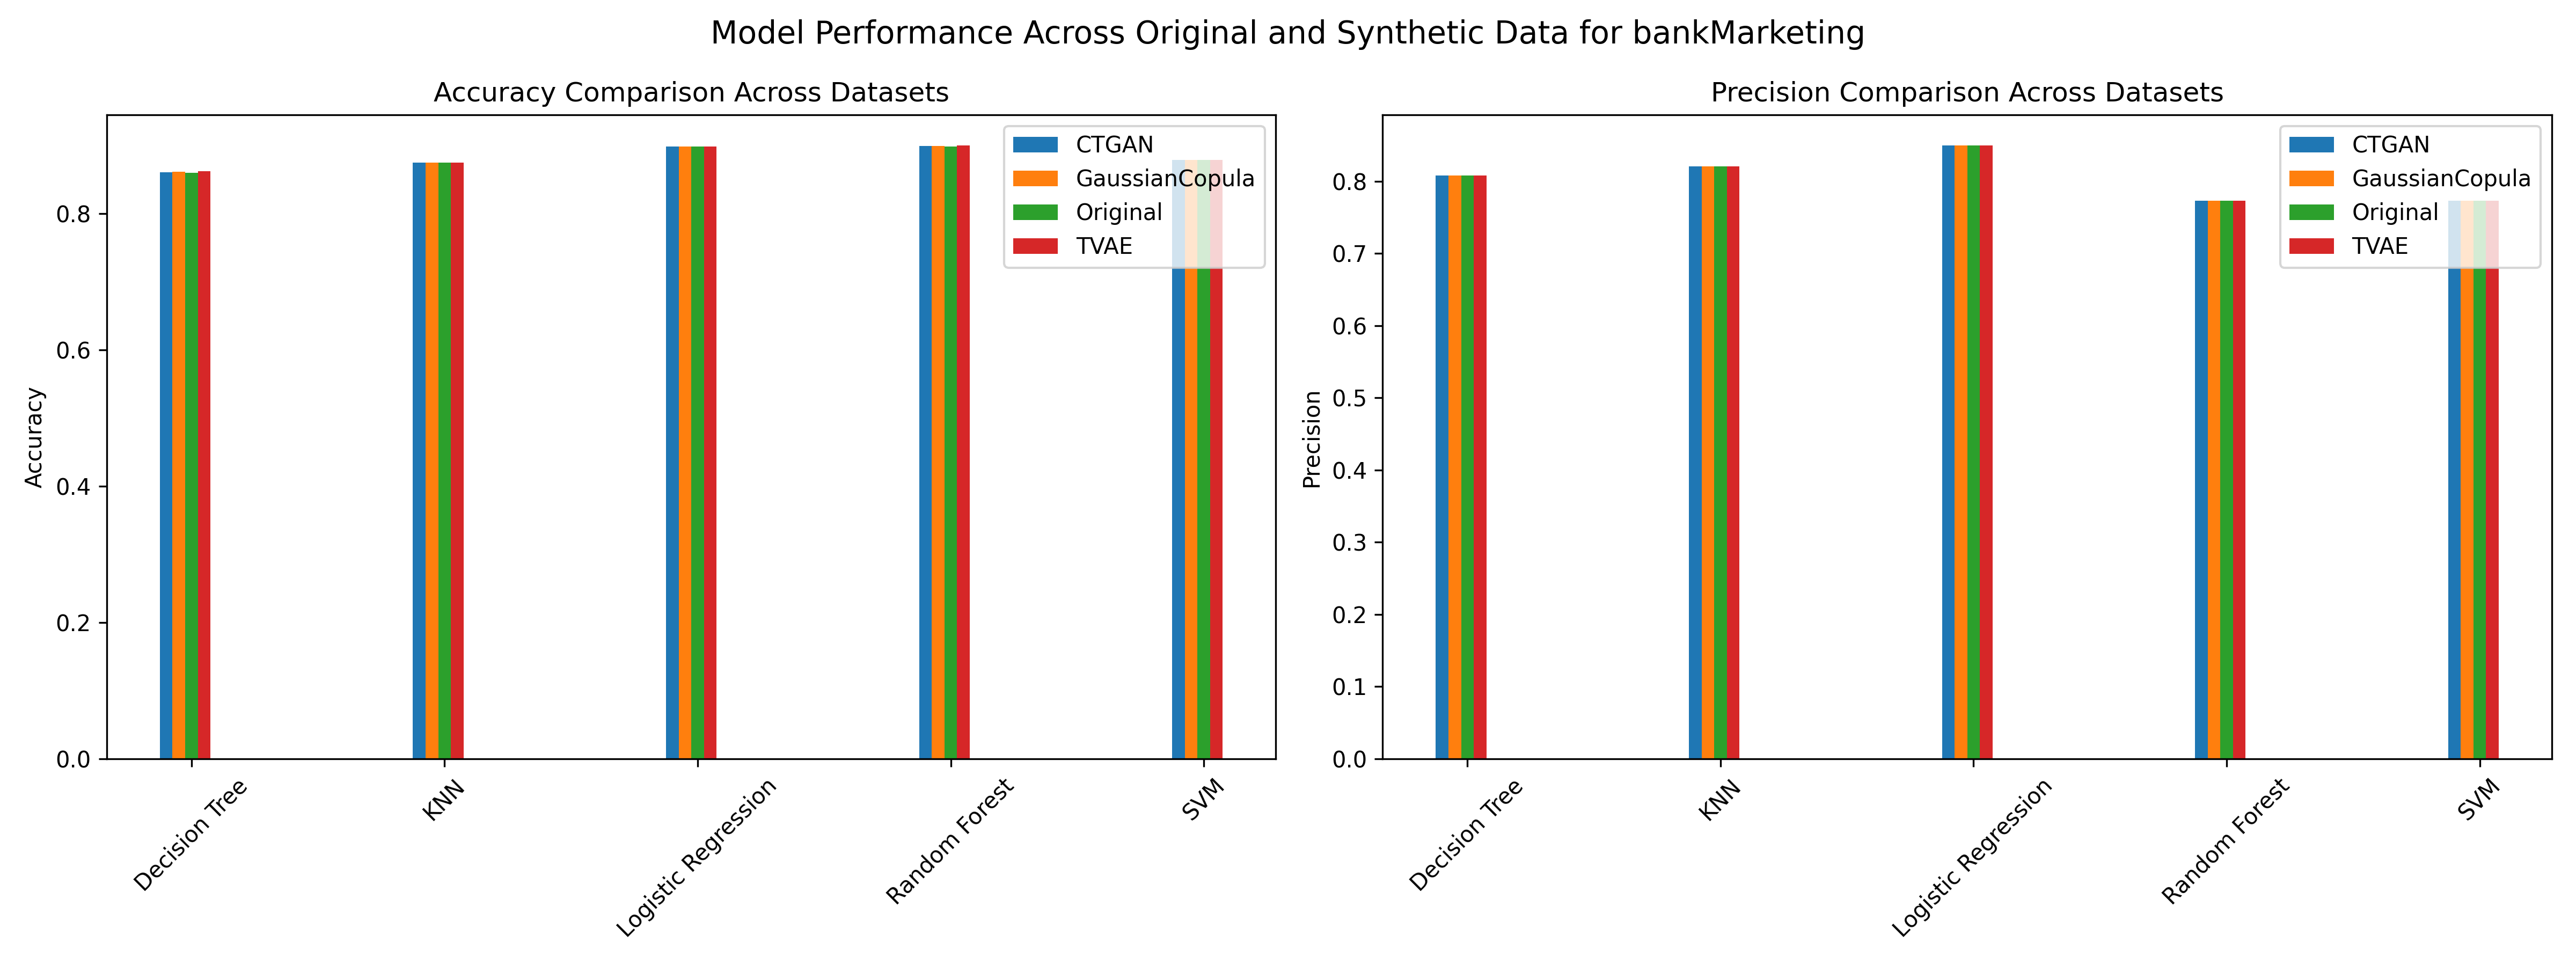 Model Performance Across Original and Synthetic Data for bankMarketing
Accuracy Comparison Across Datasets
CTGAN
GaussianCopula
Original
TVAE
Accuracy
0.8
0.6
0.4
0.2
0.0
Decision Tree
KNN
Logistic Regression
Random Forest
SVM
Precision Comparison Across Datasets
CTGAN
GaussianCopula
Original
TVAE
Precision
0.8
0.7
0.6
0.5
0.4
0.3
0.2
0.1
0.0
Decision Tree
KNN
Logistic Regression
Random Forest
SVM